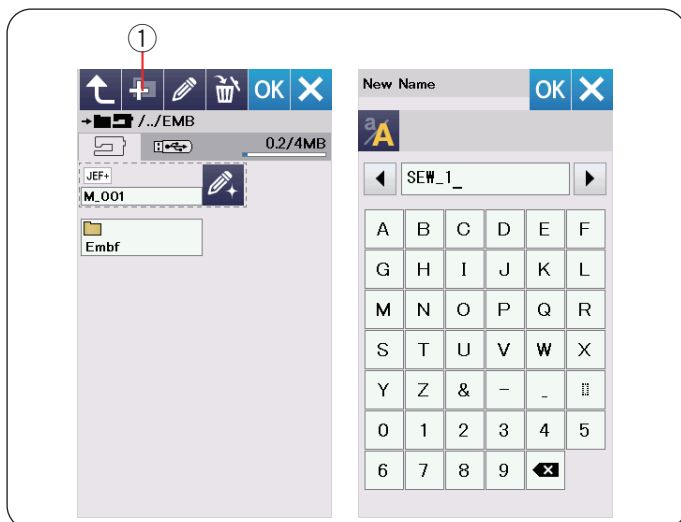 1
OK
/../EMB
0.2/4MB
JEF+
M_001
Embf
New Name
OK
a/A
SEW_1_
A B C D E F
G H I J K L
M N O P Q R
S T U V W X
Y Z & - _
0 1 2 3 4 5
6 7 8 9